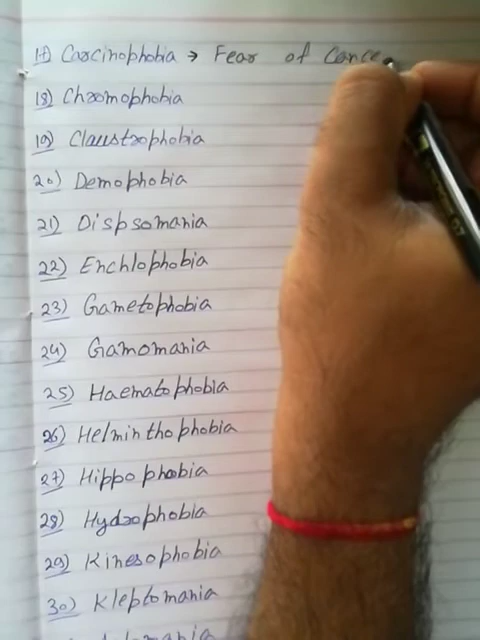 17) Carcinophobia → Fear of Cance
18) Chromophobia
19) Claustrophobia
20) Demophobia
21) Dispsomania
22) Enchlophobia
23) Gametophobia
24) Gamomania
25) Haematophobia
26) Helminthophobia
27) Hippophobia
28) Hydrophobia
29) Kinesophobia
30) Kleptomania